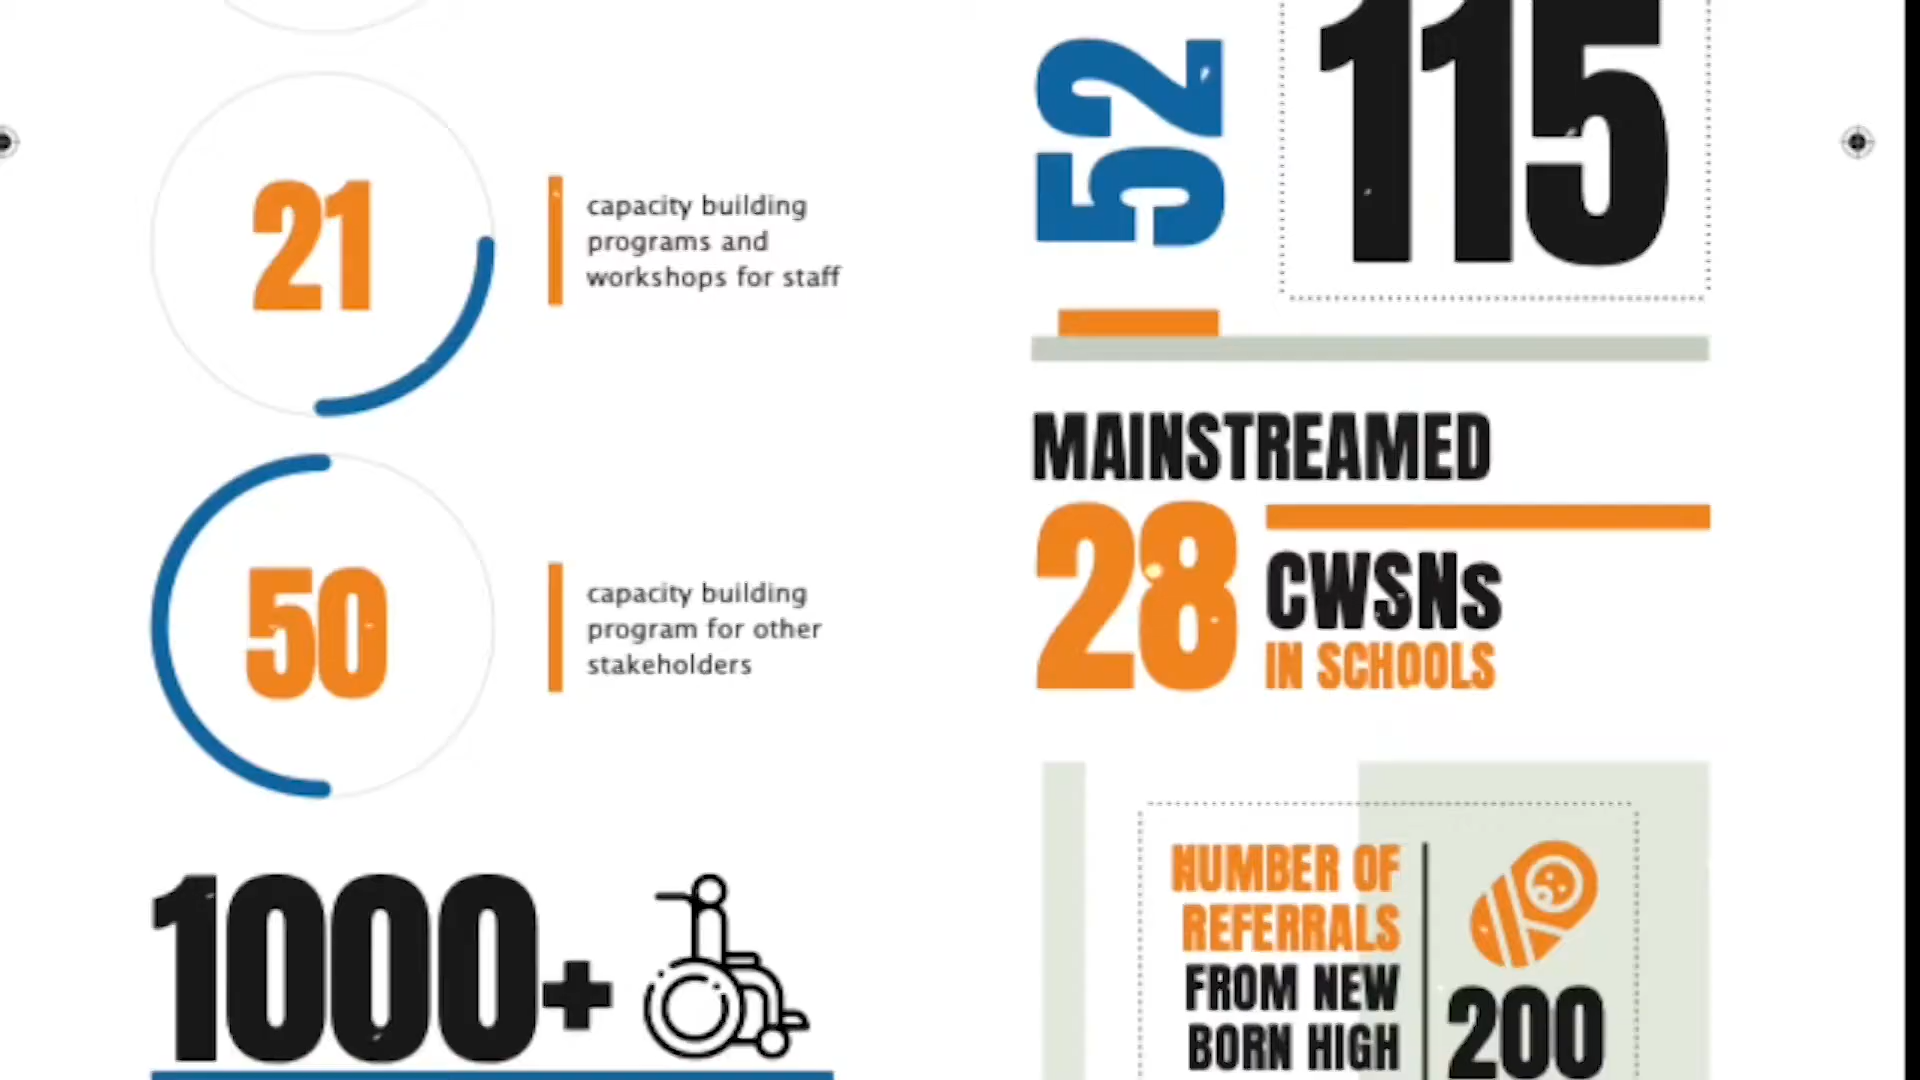 21
capacity building
programs and
workshops for staff
50
capacity building
program for other
stakeholders
1000+
52
115
MAINSTREAMED
28
CWSNs
IN SCHOOLS
NUMBER OF
REFERRALS
FROM NEW
BORN HIGH
200